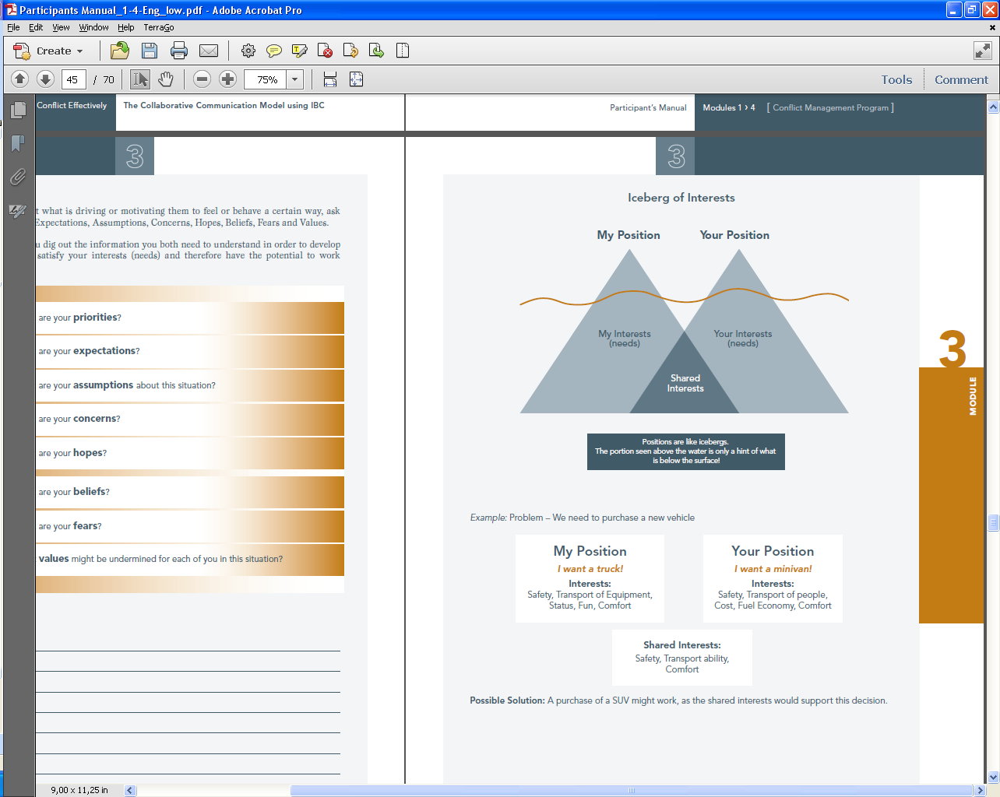 Participants Manual_1-4-Eng_low.pdf - Adobe Acrobat Pro
File Edit View Window Help TerraGo
Create
45 / 70 75% Tools Comment
Conflict Effectively The Collaborative Communication Model using IBC
3
t what is driving or motivating them to feel or behave a certain way, ask
Expectations, Assumptions, Concerns, Hopes, Beliefs, Fears and Values.
u dig out the information you both need to understand in order to develop
satisfy your interests (needs) and therefore have the potential to work
are your priorities?
are your expectations?
are your assumptions about this situation?
are your concerns?
are your hopes?
are your beliefs?
are your fears?
values might be undermined for each of you in this situation?
Participant's Manual Modules 1 › 4 [ Conflict Management Program ]
3
Iceberg of Interests
My Position Your Position
My Interests
(needs)
Your Interests
(needs)
Shared
Interests
Positions are like icebergs.
The portion seen above the water is only a hint of what
is below the surface!
3
MODULE
Example: Problem – We need to purchase a new vehicle
My Position
I want a truck!
Interests:
Safety, Transport of Equipment,
Status, Fun, Comfort
Your Position
I want a minivan!
Interests:
Safety, Transport of people,
Cost, Fuel Economy, Comfort
Shared Interests:
Safety, Transport ability,
Comfort
Possible Solution: A purchase of a SUV might work, as the shared interests would support this decision.
9,00 x 11,25 in